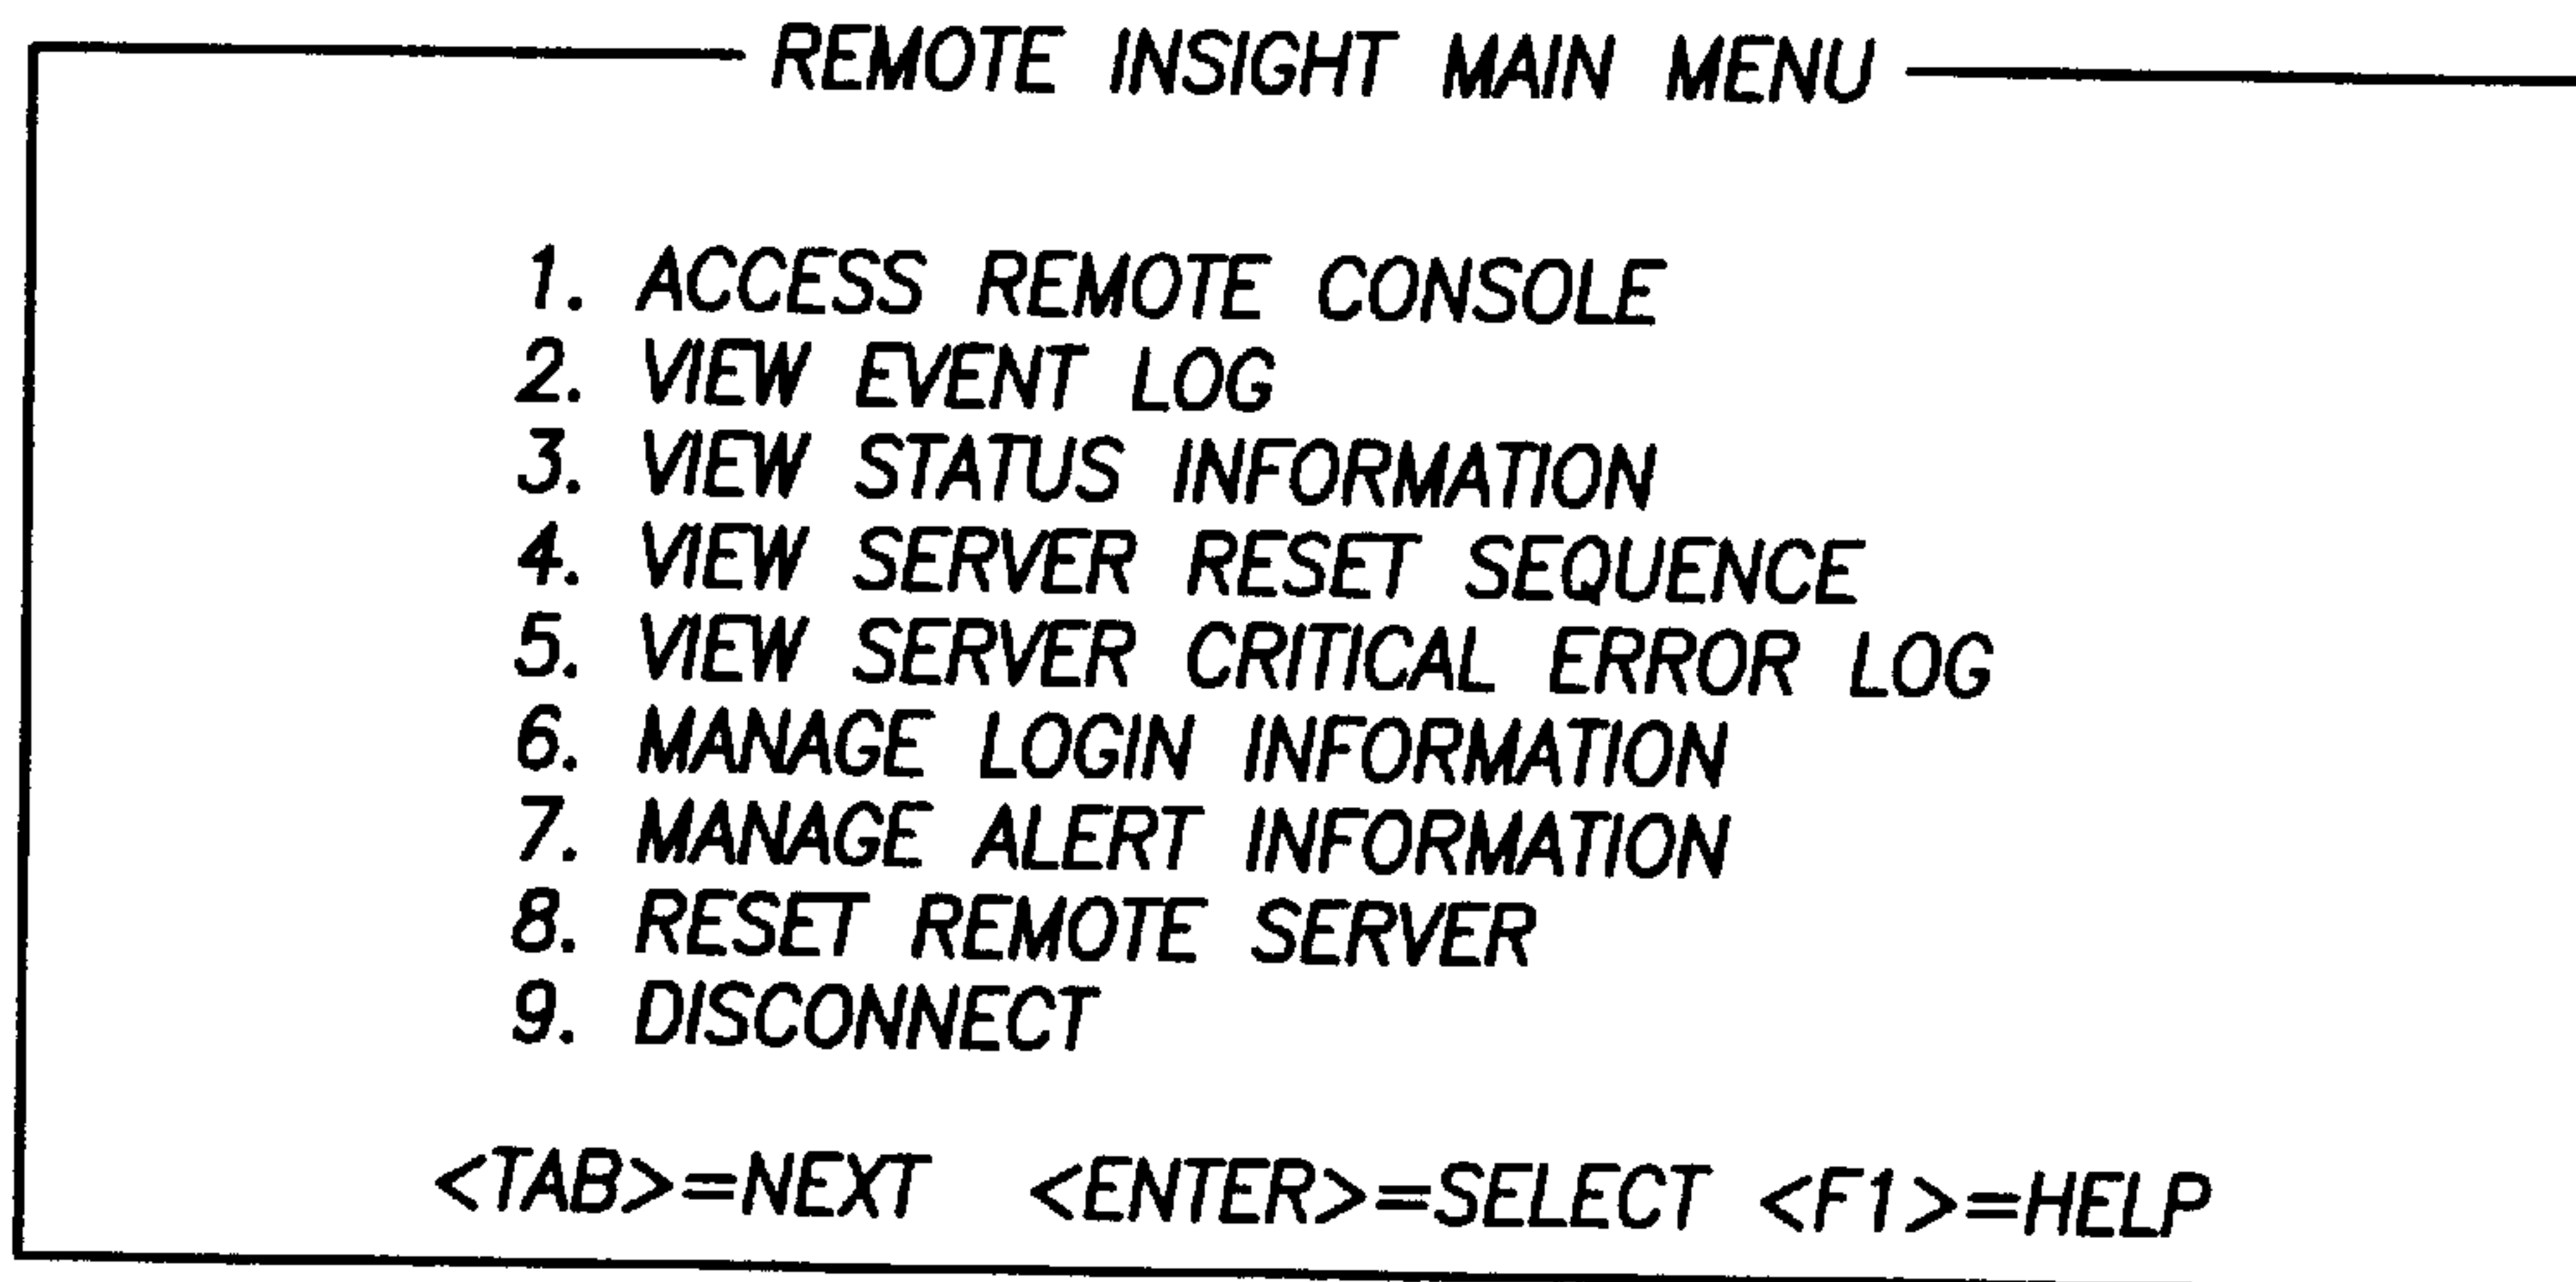 REMOTE INSIGHT MAIN MENU
1. ACCESS REMOTE CONSOLE
2. VIEW EVENT LOG
3. VIEW STATUS INFORMATION
4. VIEW SERVER RESET SEQUENCE
5. VIEW SERVER CRITICAL ERROR LOG
6. MANAGE LOGIN INFORMATION
7. MANAGE ALERT INFORMATION
8. RESET REMOTE SERVER
9. DISCONNECT
<TAB>=NEXT <ENTER>=SELECT <F1>=HELP